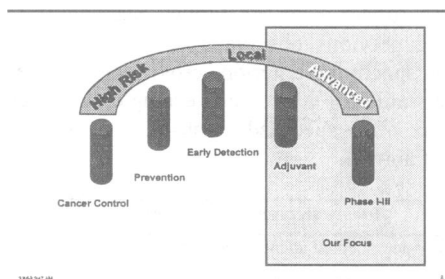 High Risk
Local
Advanced
Early Detection
Adjuvant
Prevention
Cancer Control
Phase I-III
Our Focus